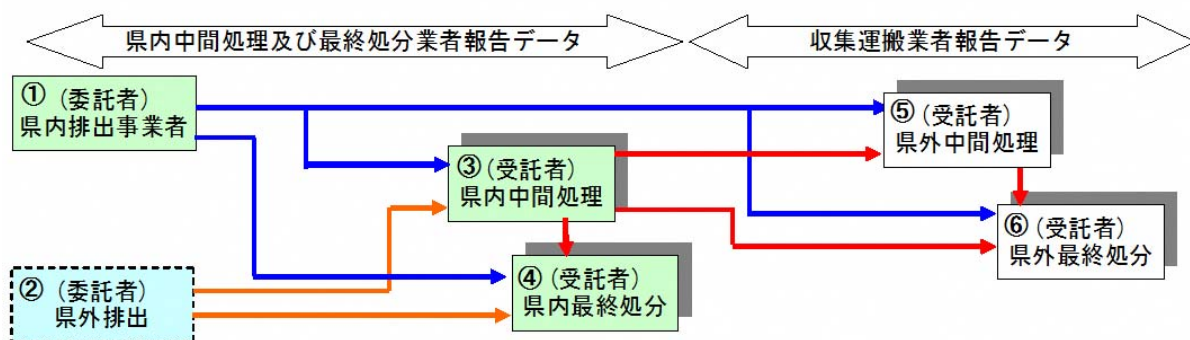 県内中間処理及び最終処分業者報告データ
収集運搬業者報告データ
① (委託者)
県内排出事業者
⑤ (受託者)
県外中間処理
③ (受託者)
県内中間処理
⑥ (受託者)
県外最終処分
④ (受託者)
県内最終処分
② (委託者)
県外排出